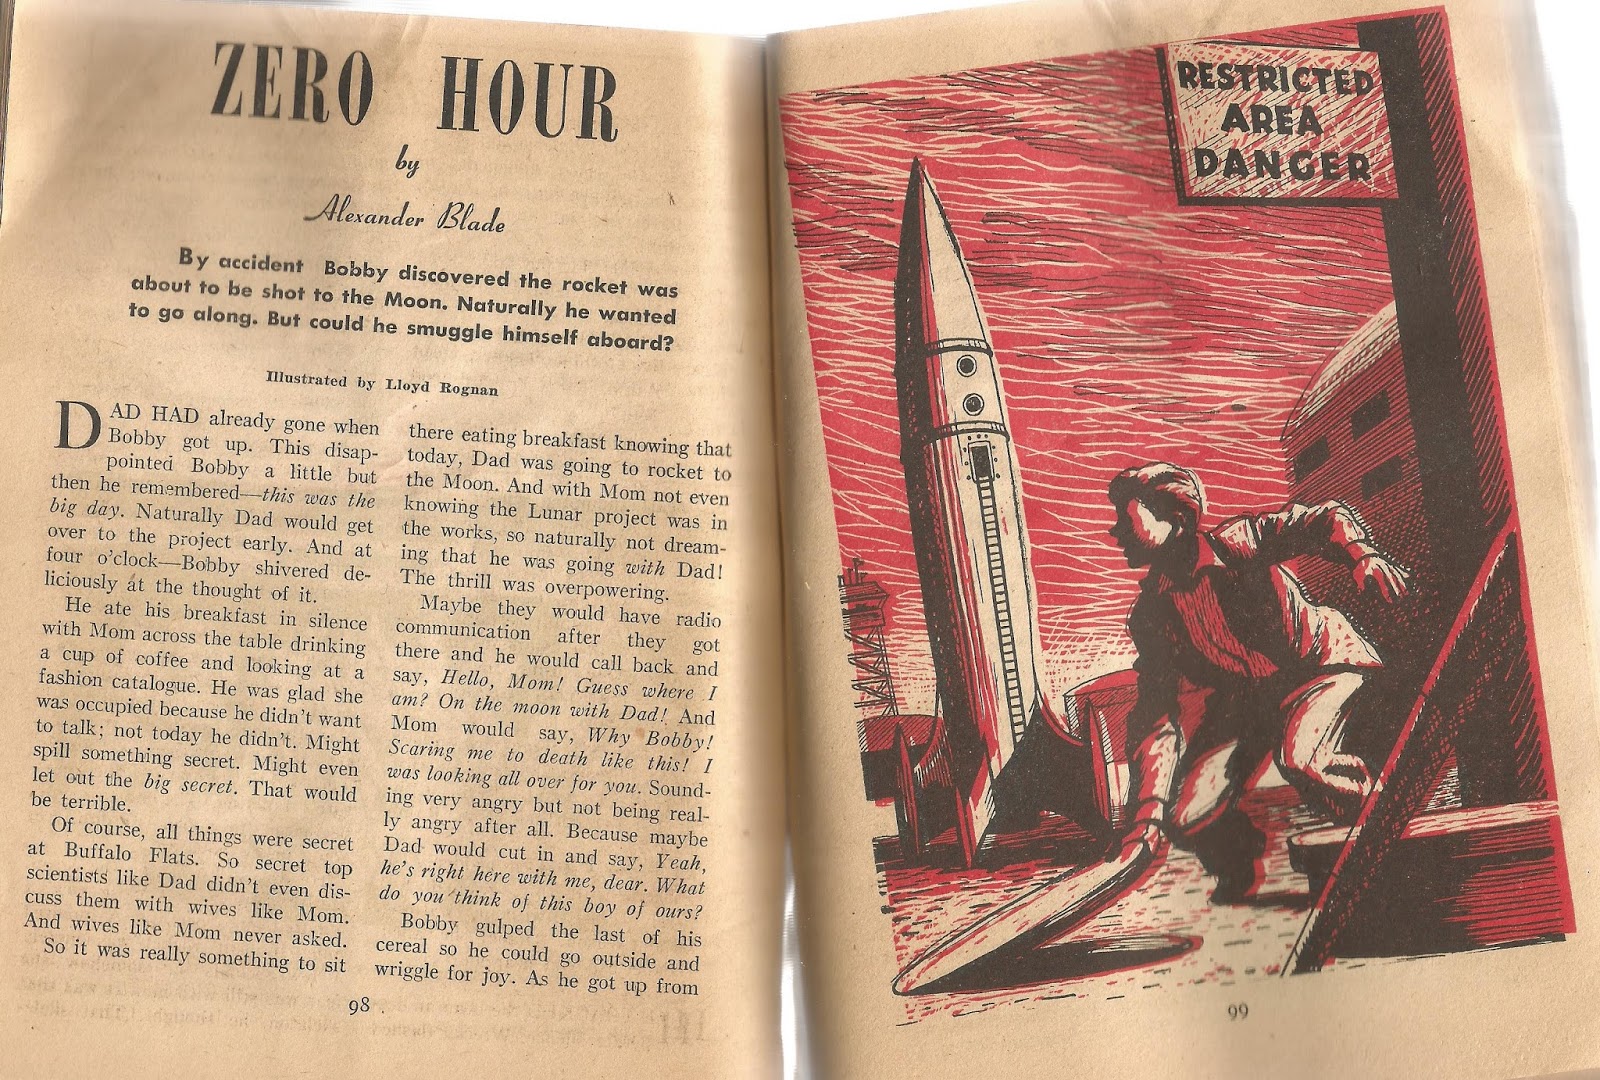 ZERO HOUR
by
Alexander Blade
By accident Bobby discovered the rocket was
about to be shot to the Moon. Naturally he wanted
to go along. But could he smuggle himself aboard?
Illustrated by Lloyd Rognan
DAD HAD already gone when
Bobby got up. This disap-
pointed Bobby a little but
then he remembered—this was the
big day. Naturally Dad would get
over to the project early. And at
four o'clock—Bobby shivered de-
liciously at the thought of it.
He ate his breakfast in silence
with Mom across the table drinking
a cup of coffee and looking at a
fashion catalogue. He was glad she
was occupied because he didn't want
to talk; not today he didn't. Might
spill something secret. Might even
let out the big secret. That would
be terrible.
Of course, all things were secret
at Buffalo Flats. So secret top
scientists like Dad didn't even dis-
cuss them with wives like Mom.
And wives like Mom never asked.
So it was really something to sit
there eating breakfast knowing that
today, Dad was going to rocket to
the Moon. And with Mom not even
knowing the Lunar project was in
the works, so naturally not dream-
ing that he was going with Dad!
The thrill was overpowering.
Maybe they would have radio
communication after they got
there and he would call back and
say, Hello, Mom! Guess where I
am? On the moon with Dad! And
Mom would say, Why Bobby!
Scaring me to death like this! I
was looking all over for you. Sound-
ing very angry but not being real-
ly angry after all. Because maybe
Dad would cut in and say, Yeah,
he's right here with me, dear. What
do you think of this boy of ours?
Bobby gulped the last of his
cereal so he could go outside and
wriggle for joy. As he got up from
98
RESTRICTED
AREA
DANGER
99